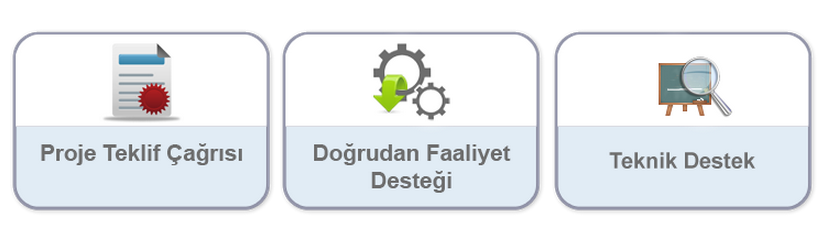 Proje Teklif Çağrısı
Doğrudan Faaliyet
Desteği
Teknik Destek